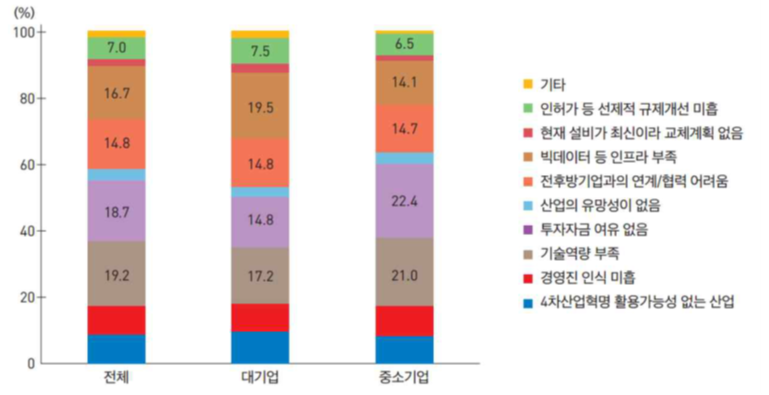 (%)
100
80
60
40
20
0
7.0
16.7
14.8
18.7
19.2
7.5
19.5
14.8
14.8
17.2
6.5
14.1
14.7
22.4
21.0
전체
대기업
중소기업
기타
인허가 등 선제적 규제개선 미흡
현재 설비가 최신이라 교체계획 없음
빅데이터 등 인프라 부족
전후방기업과의 연계/협력 어려움
산업의 유망성이 없음
투자자금 여유 없음
기술역량 부족
경영진 인식 미흡
4차산업혁명 활용가능성 없는 산업